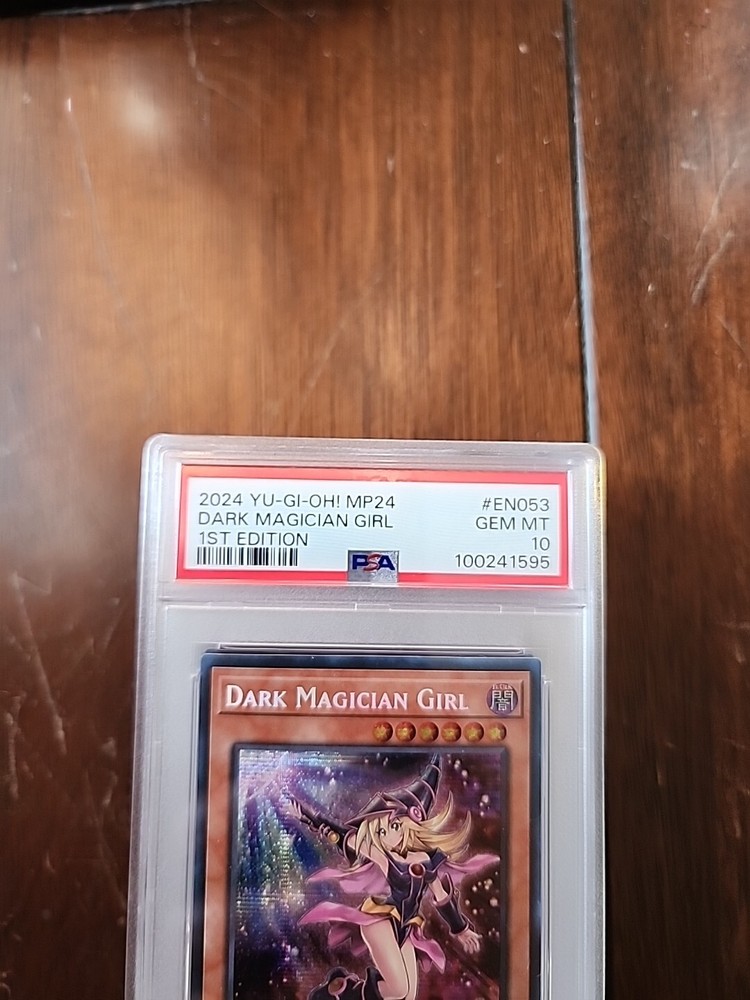 2024 YU-GI-OH! MP24 #EN053
DARK MAGICIAN GIRL GEM MT
1ST EDITION 10
PSA 100241595
DARK MAGICIAN GIRL
闇